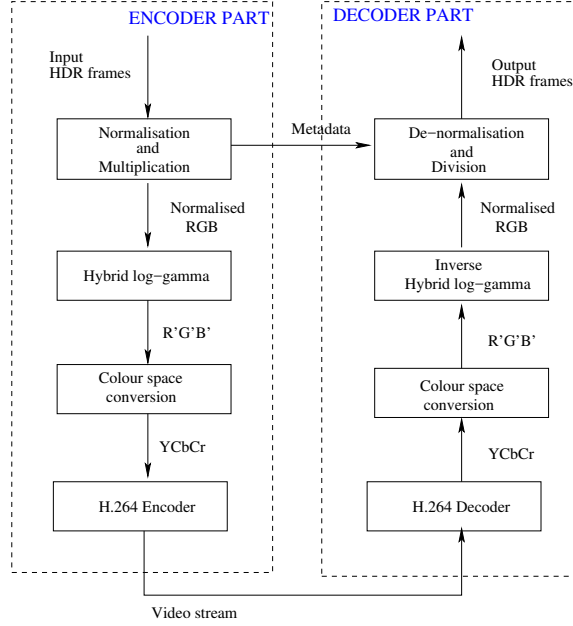 ENCODER PART
Input
HDR frames
Normalisation
and
Multiplication
Normalised
RGB
Hybrid log−gamma
R'G'B'
Colour space
conversion
YCbCr
H.264 Encoder
Video stream
Metadata
DECODER PART
Output
HDR frames
De−normalisation
and
Division
Normalised
RGB
Inverse
Hybrid log−gamma
R'G'B'
Colour space
conversion
YCbCr
H.264 Decoder